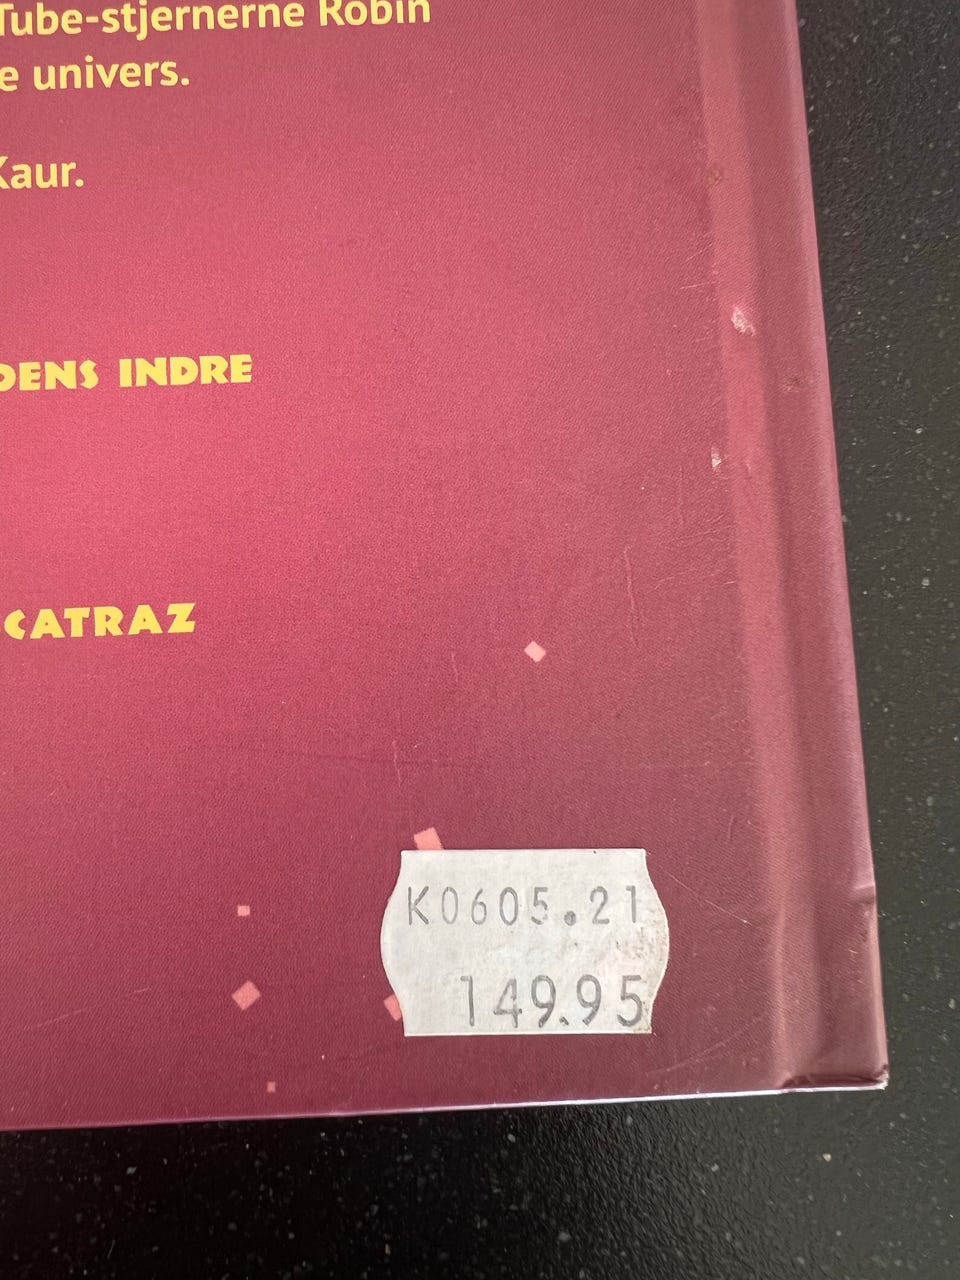 Tube-stjernerne Robin
e univers.
Kaur.
DENS INDRE
CATRAZ
K0605.21
149.95